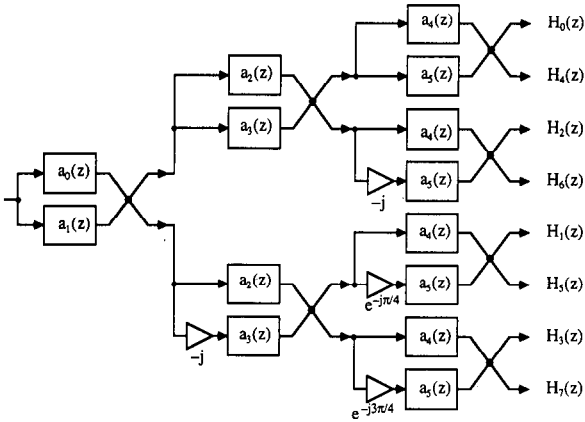 a₄(z) H₀(z)
a₂(z) a₅(z) H₄(z)
a₃(z) a₄(z) H₂(z)
a₀(z) a₅(z) H₆(z)
-j
a₁(z) a₄(z) H₁(z)
a₂(z) a₅(z) H₅(z)
e^{-jπ/4}
a₃(z) a₄(z) H₃(z)
-j
a₅(z) H₇(z)
e^{-j3π/4}